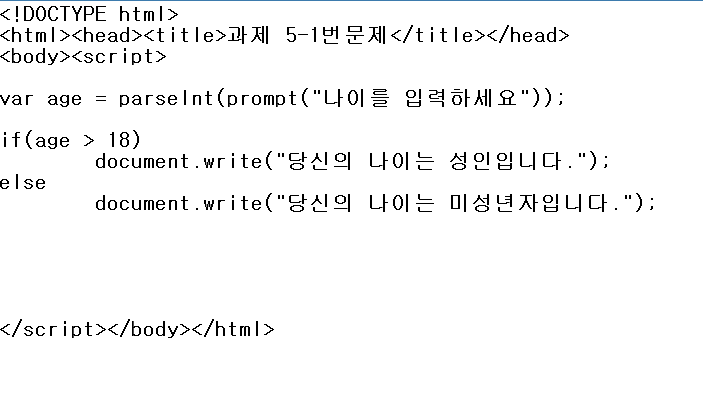 <!DOCTYPE html>
<html><head><title>과제 5-1번문제</title></head>
<body><script>
var age = parseInt(prompt("나이를 입력하세요"));
if(age > 18)
document.write("당신의 나이는 성인입니다.");
else
document.write("당신의 나이는 미성년자입니다.");
</script></body></html>